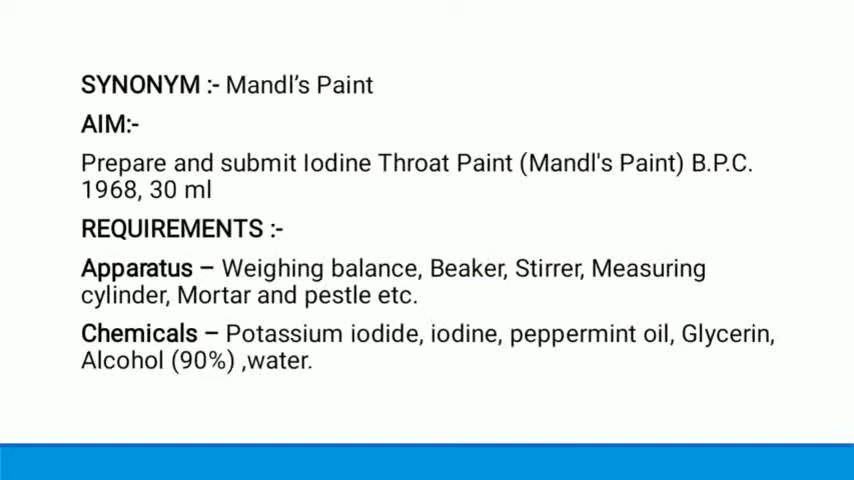 SYNONYM :- Mandl’s Paint
AIM:-
Prepare and submit Iodine Throat Paint (Mandl's Paint) B.P.C.
1968, 30 ml
REQUIREMENTS :-
Apparatus – Weighing balance, Beaker, Stirrer, Measuring
cylinder, Mortar and pestle etc.
Chemicals – Potassium iodide, iodine, peppermint oil, Glycerin,
Alcohol (90%) ,water.